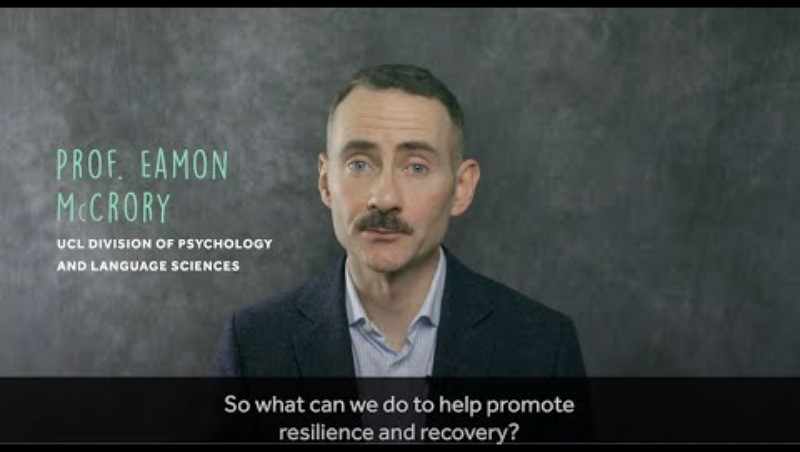 PROF. EAMON
McCRORY
UCL DIVISION OF PSYCHOLOGY
AND LANGUAGE SCIENCES
So what can we do to help promote
resilience and recovery?